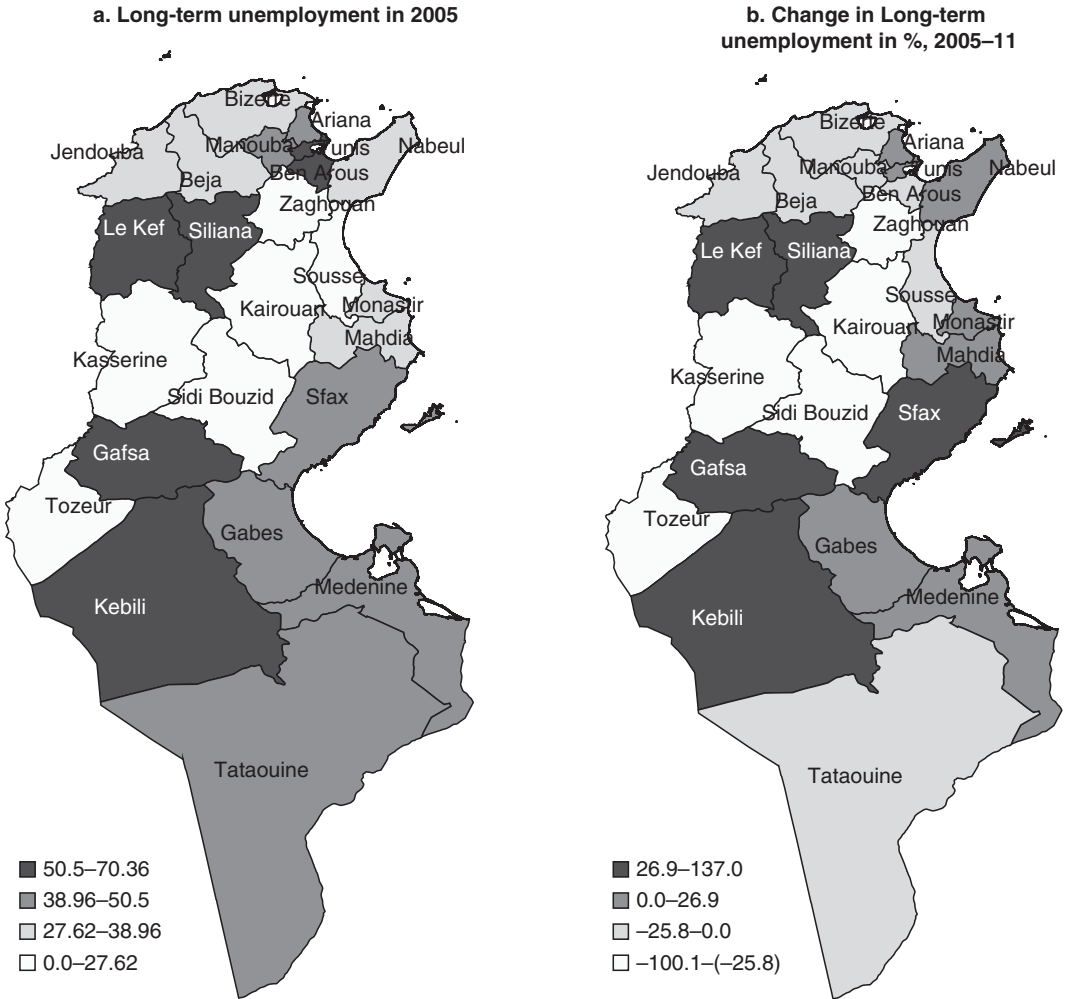 a. Long-term unemployment in 2005
Bizerte
Ariana
Manouba
Tunis
Nabeul
Jendouba
Ben Arous
Beja
Zaghouan
Le Kef
Siliana
Sousse
Kairouan
Monastir
Mahdia
Kasserine
Sidi Bouzid
Sfax
Gafsa
Tozeur
Gabes
Medenine
Kebili
Tataouine
50.5–70.36
38.96–50.5
27.62–38.96
0.0–27.62
b. Change in Long-term
unemployment in %, 2005–11
Bizerte
Ariana
Manouba
Tunis
Nabeul
Jendouba
Ben Arous
Beja
Zaghouan
Le Kef
Siliana
Sousse
Kairouan
Monastir
Mahdia
Kasserine
Sidi Bouzid
Sfax
Gafsa
Tozeur
Gabes
Medenine
Kebili
Tataouine
26.9–137.0
0.0–26.9
–25.8–0.0
–100.1–(–25.8)